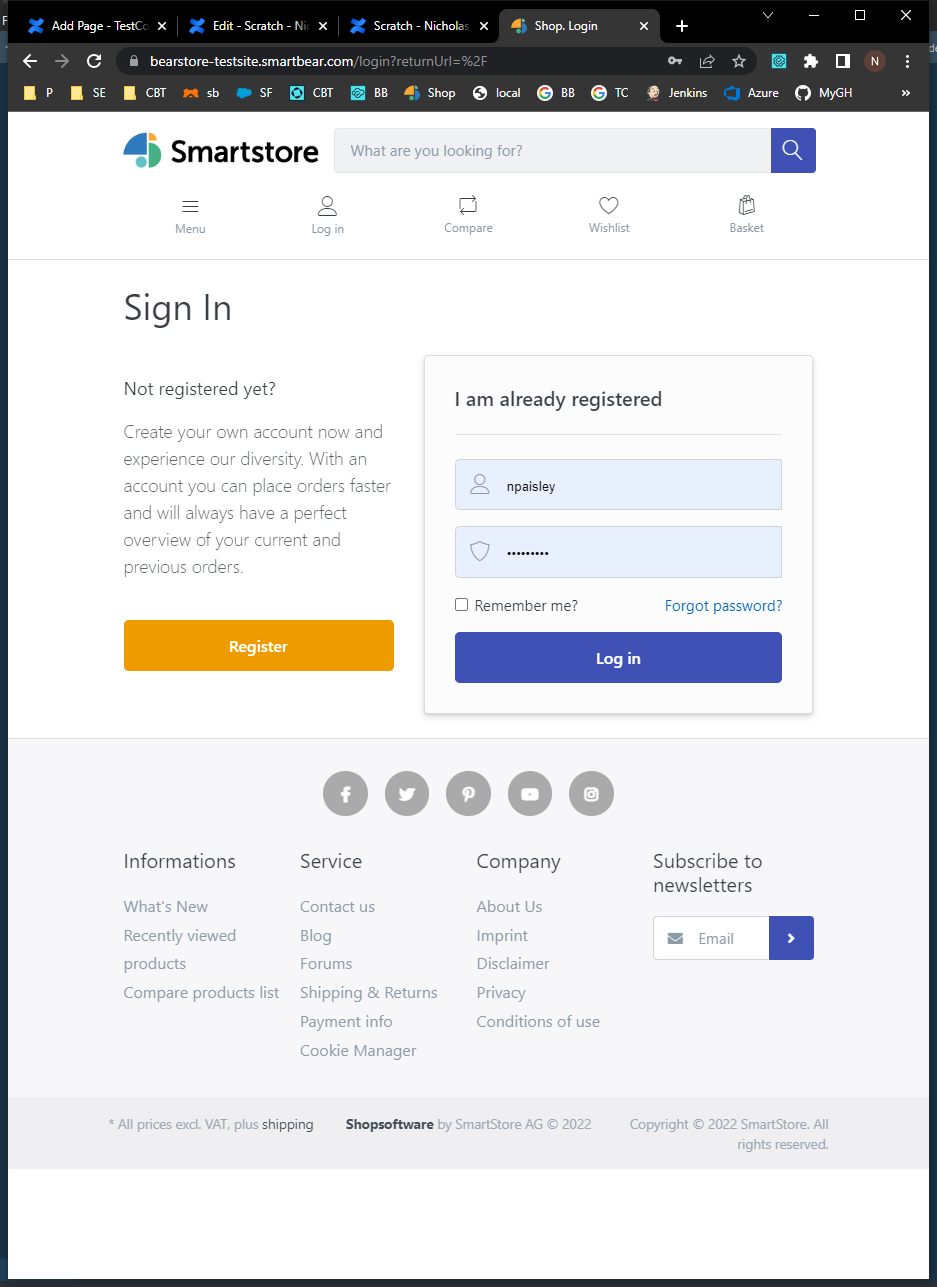 Add Page - TestCo
Edit - Scratch - Nic
Scratch - Nicholas
Shop. Login
bearstore-testsite.smartbear.com/login?returnUrl=%2F
N
P
SE
CBT
sb
SF
CBT
BB
Shop
local
BB
TC
Jenkins
Azure
MyGH
»
Smartstore
What are you looking for?
Menu
Log in
Compare
Wishlist
Basket
Sign In
Not registered yet?
Create your own account now and
experience our diversity. With an
account you can place orders faster
and will always have a perfect
overview of your current and
previous orders.
Register
I am already registered
npaisley
•••••••••
Remember me?
Forgot password?
Log in
Informations
What's New
Recently viewed
products
Compare products list
Service
Contact us
Blog
Forums
Shipping & Returns
Payment info
Cookie Manager
Company
About Us
Imprint
Disclaimer
Privacy
Conditions of use
Subscribe to
newsletters
Email
* All prices excl. VAT, plus shipping
Shopsoftware by SmartStore AG © 2022
Copyright © 2022 SmartStore. All
rights reserved.